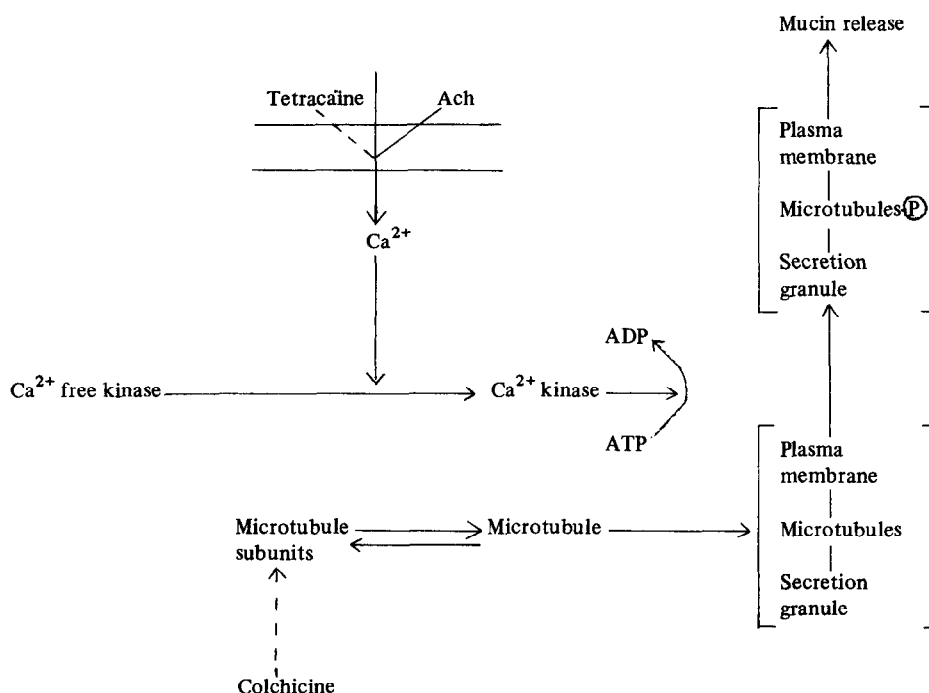 Mucin release
Tetracaïne
Ach
Plasma
membrane
Microtubules-P
Secretion
granule
Ca2+
ADP
Ca2+ free kinase
Ca2+ kinase
ATP
Plasma
membrane
Microtubule
subunits
Microtubule
Microtubules
Secretion
granule
Colchicine